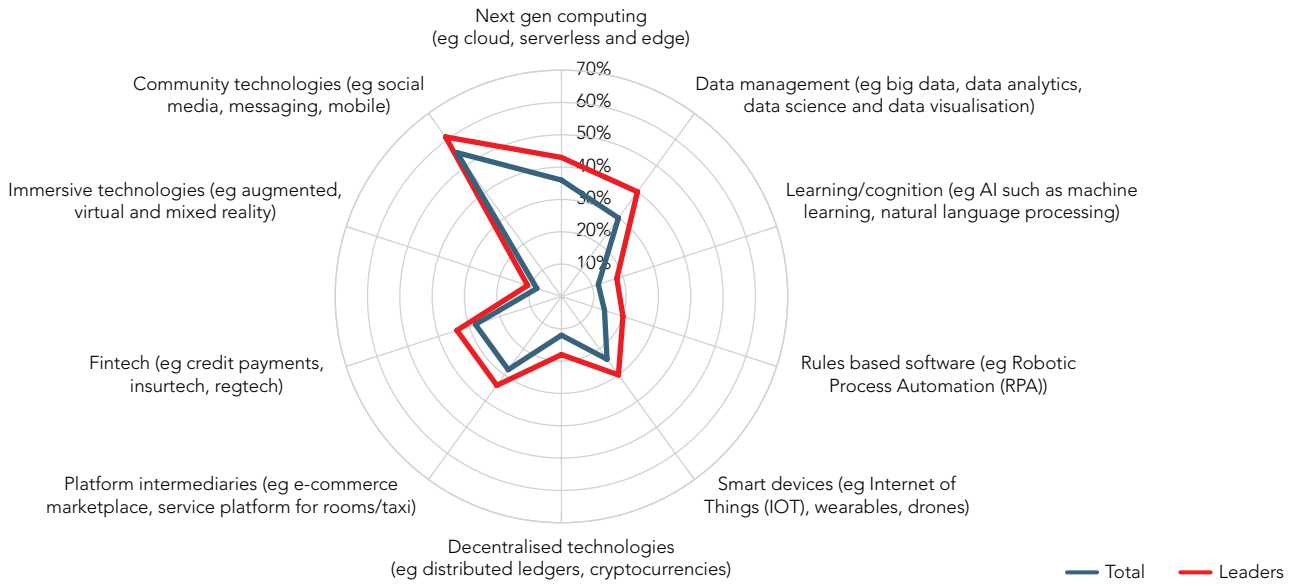 Next gen computing
(eg cloud, serverless and edge)
Community technologies (eg social
media, messaging, mobile)
70%
60%
50%
40%
30%
20%
10%
Data management (eg big data, data analytics,
data science and data visualisation)
Immersive technologies (eg augmented,
virtual and mixed reality)
Learning/cognition (eg AI such as machine
learning, natural language processing)
Fintech (eg credit payments,
insurtech, regtech)
Rules based software (eg Robotic
Process Automation (RPA))
Platform intermediaries (eg e-commerce
marketplace, service platform for rooms/taxi)
Smart devices (eg Internet of
Things (IOT), wearables, drones)
Decentralised technologies
(eg distributed ledgers, cryptocurrencies)
Total
Leaders